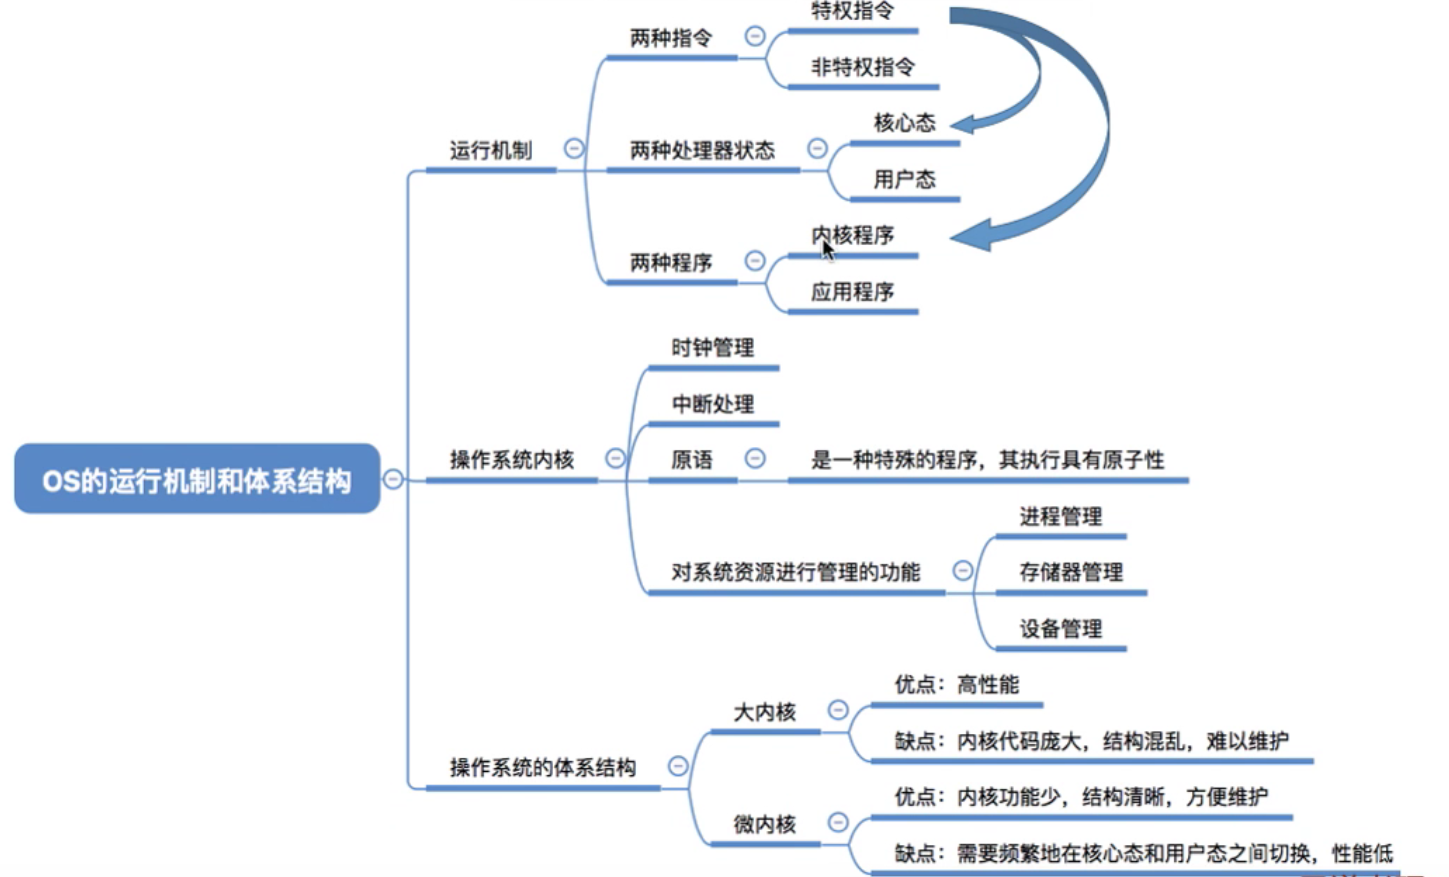 特权指令
两种指令
非特权指令
核心态
运行机制
两种处理器状态
用户态
内核程序
两种程序
应用程序
时钟管理
中断处理
OS的运行机制和体系结构
操作系统内核
原语
是一种特殊的程序，其执行具有原子性
进程管理
对系统资源进行管理的功能
存储器管理
设备管理
优点：高性能
大内核
缺点：内核代码庞大，结构混乱，难以维护
操作系统的体系结构
优点：内核功能少，结构清晰，方便维护
微内核
缺点：需要频繁地在核心态和用户态之间切换，性能低